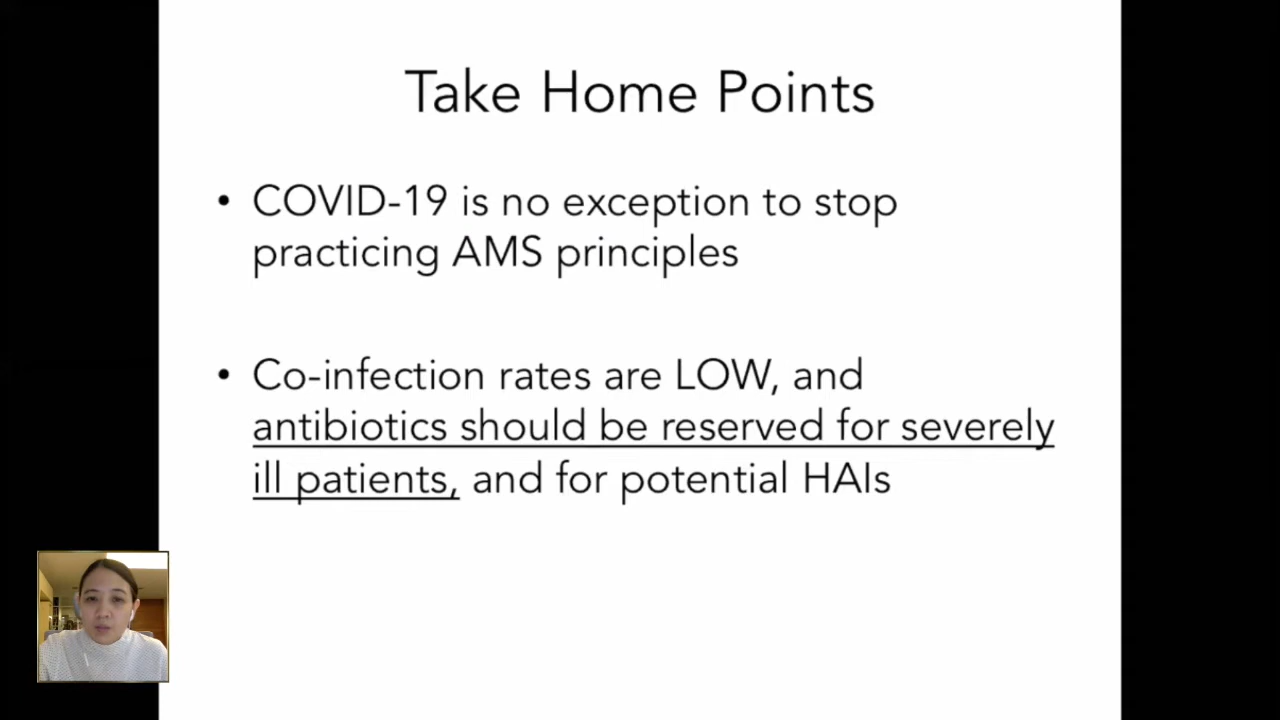 Take Home Points
• COVID-19 is no exception to stop
practicing AMS principles
• Co-infection rates are LOW, and
antibiotics should be reserved for severely
ill patients, and for potential HAIs